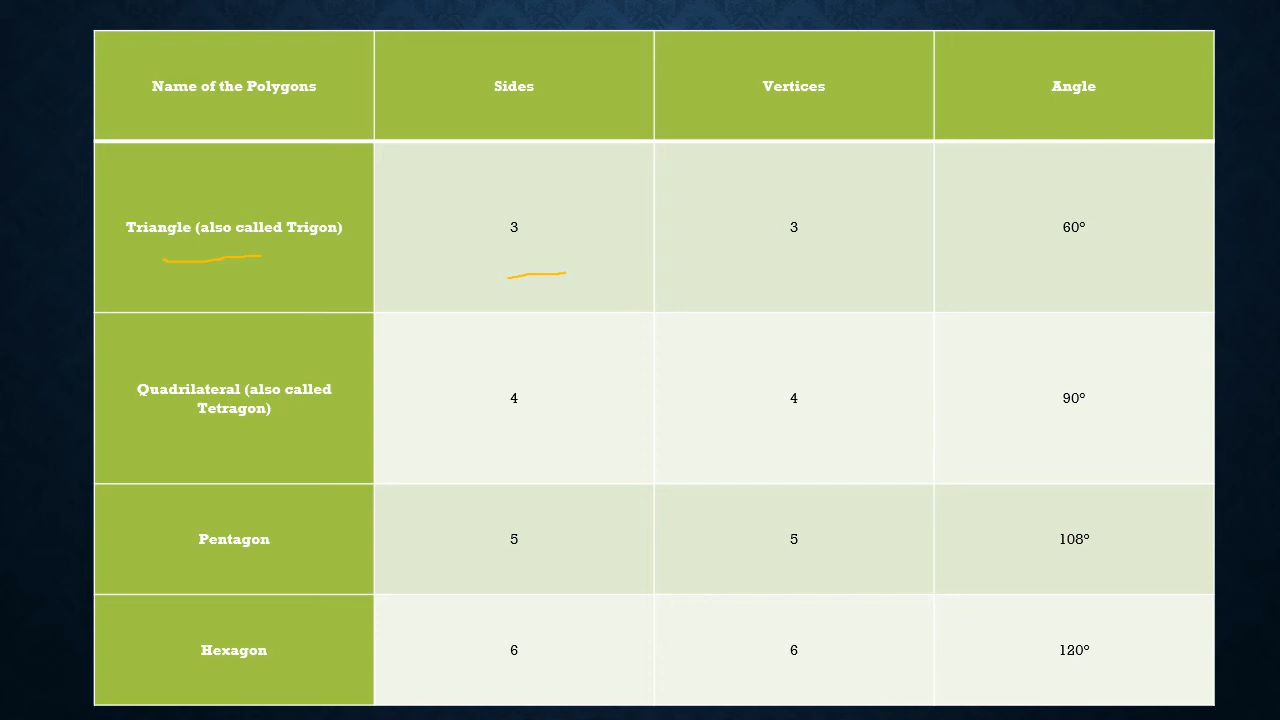 Name of the Polygons Sides Vertices Angle
Triangle (also called Trigon) 3 3 60°
Quadrilateral (also called
Tetragon) 4 4 90°
Pentagon 5 5 108°
Hexagon 6 6 120°